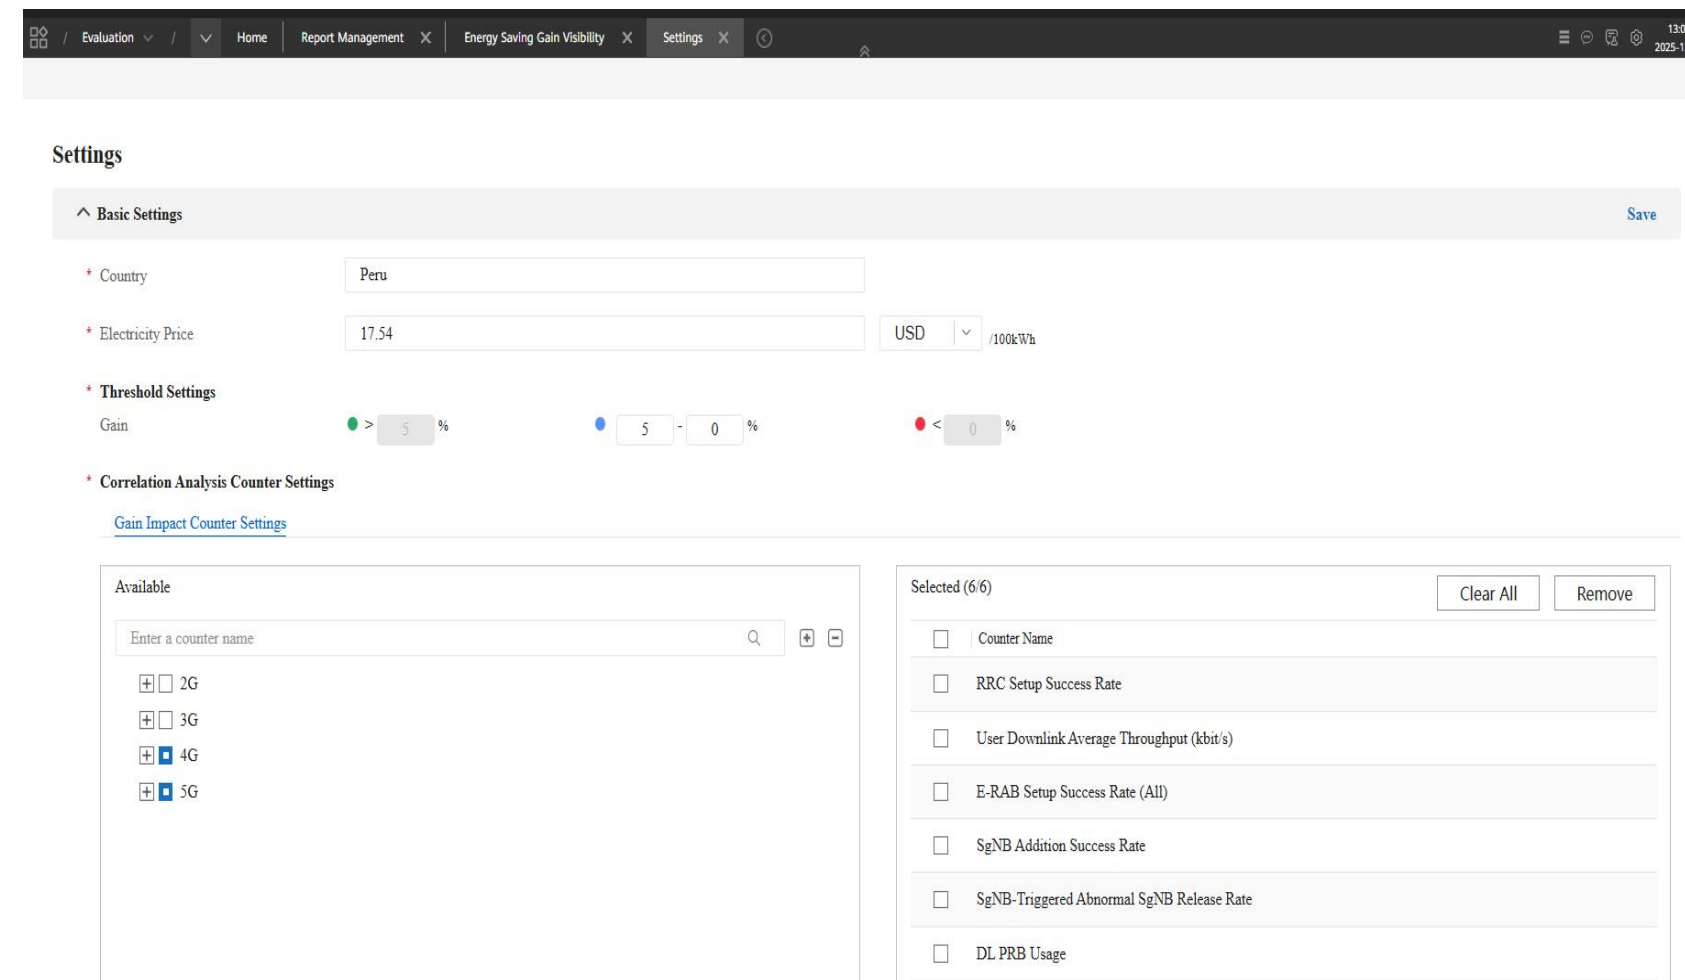 / Evaluation / Home Report Management X Energy Saving Gain Visibility X Settings X
13:0
2025-1
Settings
Basic Settings Save
* Country Peru
* Electricity Price 17.54 USD /100kWh
* Threshold Settings
Gain > 5 % 5 - 0 % < 0 %
* Correlation Analysis Counter Settings
Gain Impact Counter Settings
Available
Enter a counter name
2G
3G
4G
5G
Selected (6/6) Clear All Remove
Counter Name
RRC Setup Success Rate
User Downlink Average Throughput (kbit/s)
E-RAB Setup Success Rate (All)
SgNB Addition Success Rate
SgNB-Triggered Abnormal SgNB Release Rate
DL PRB Usage